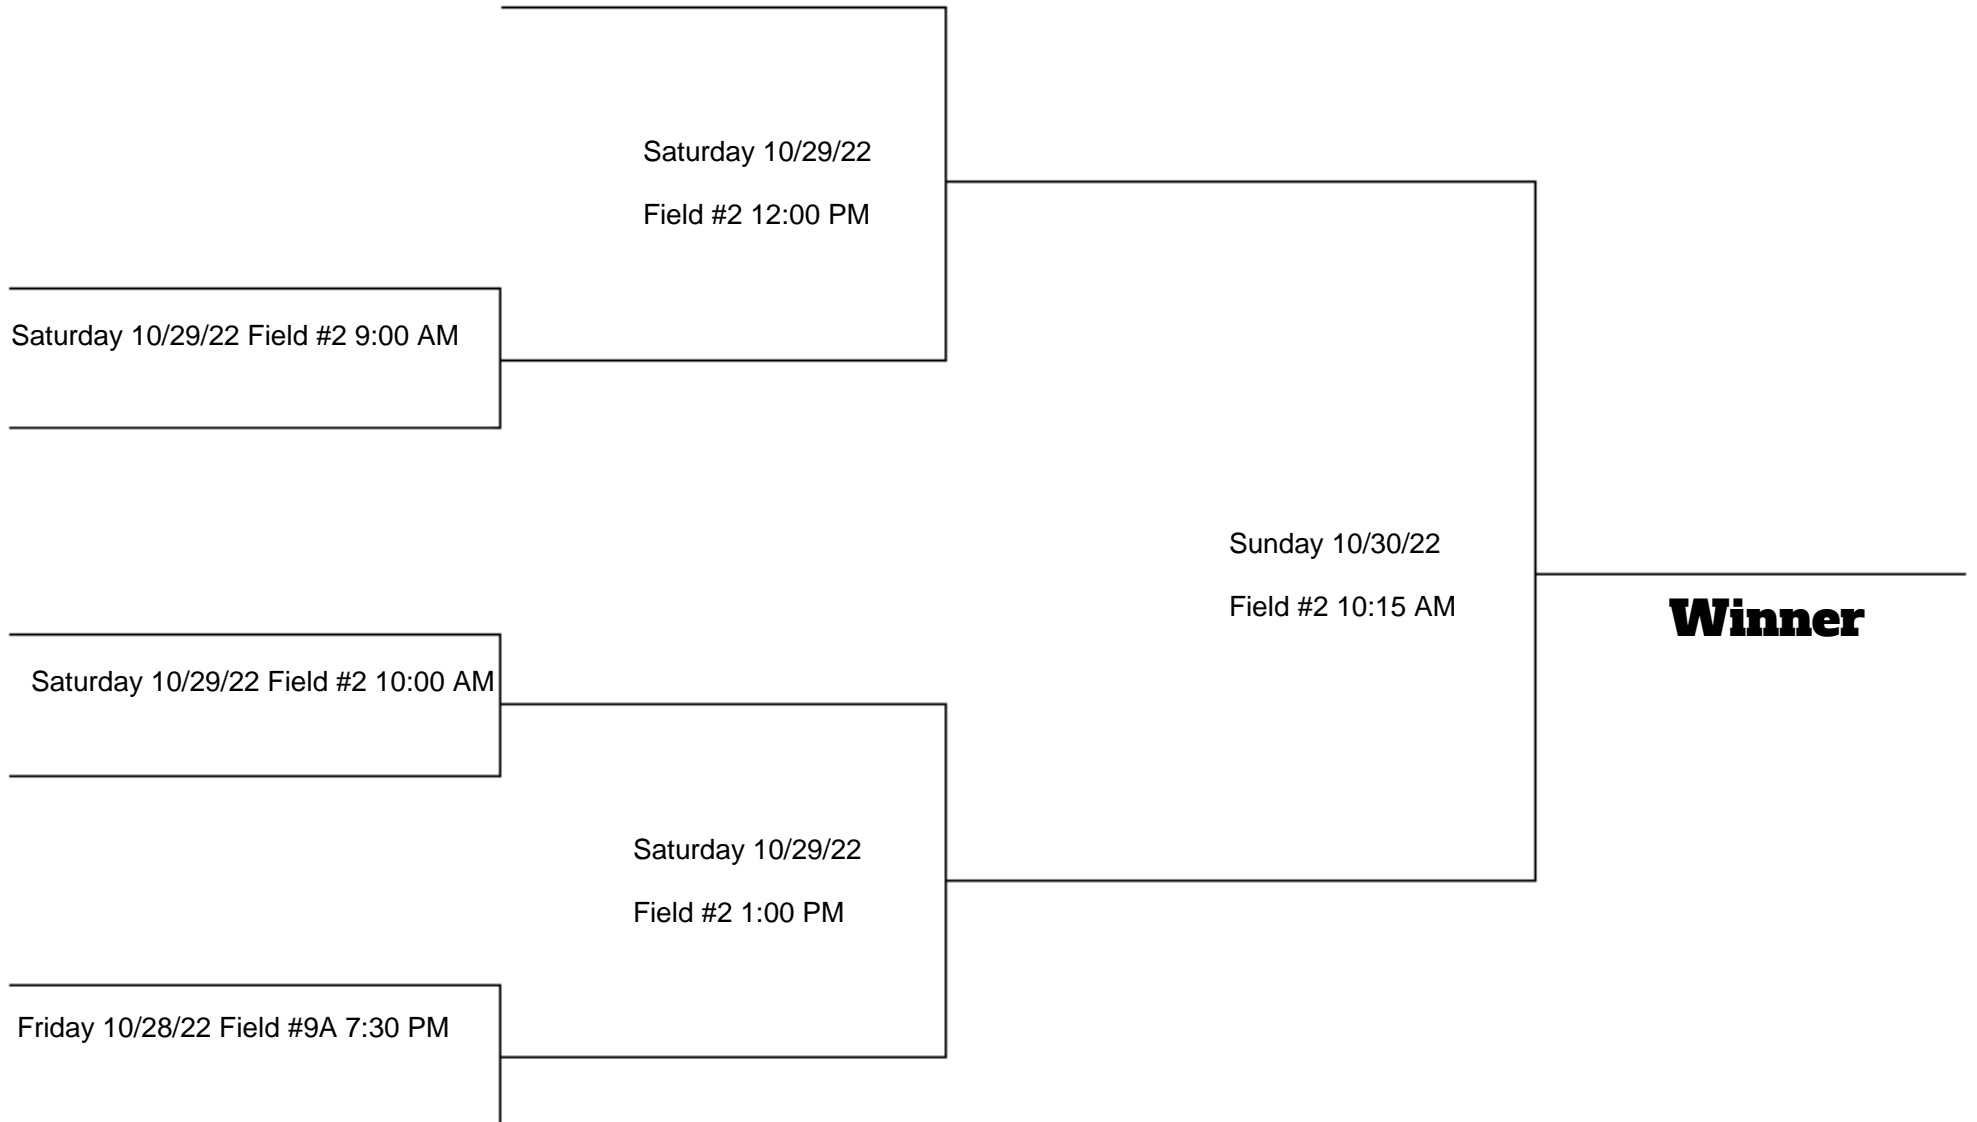 Saturday 10/29/22
Field #2 12:00 PM
Saturday 10/29/22 Field #2 9:00 AM
Sunday 10/30/22
Field #2 10:15 AM
Winner
Saturday 10/29/22 Field #2 10:00 AM
Saturday 10/29/22
Field #2 1:00 PM
Friday 10/28/22 Field #9A 7:30 PM